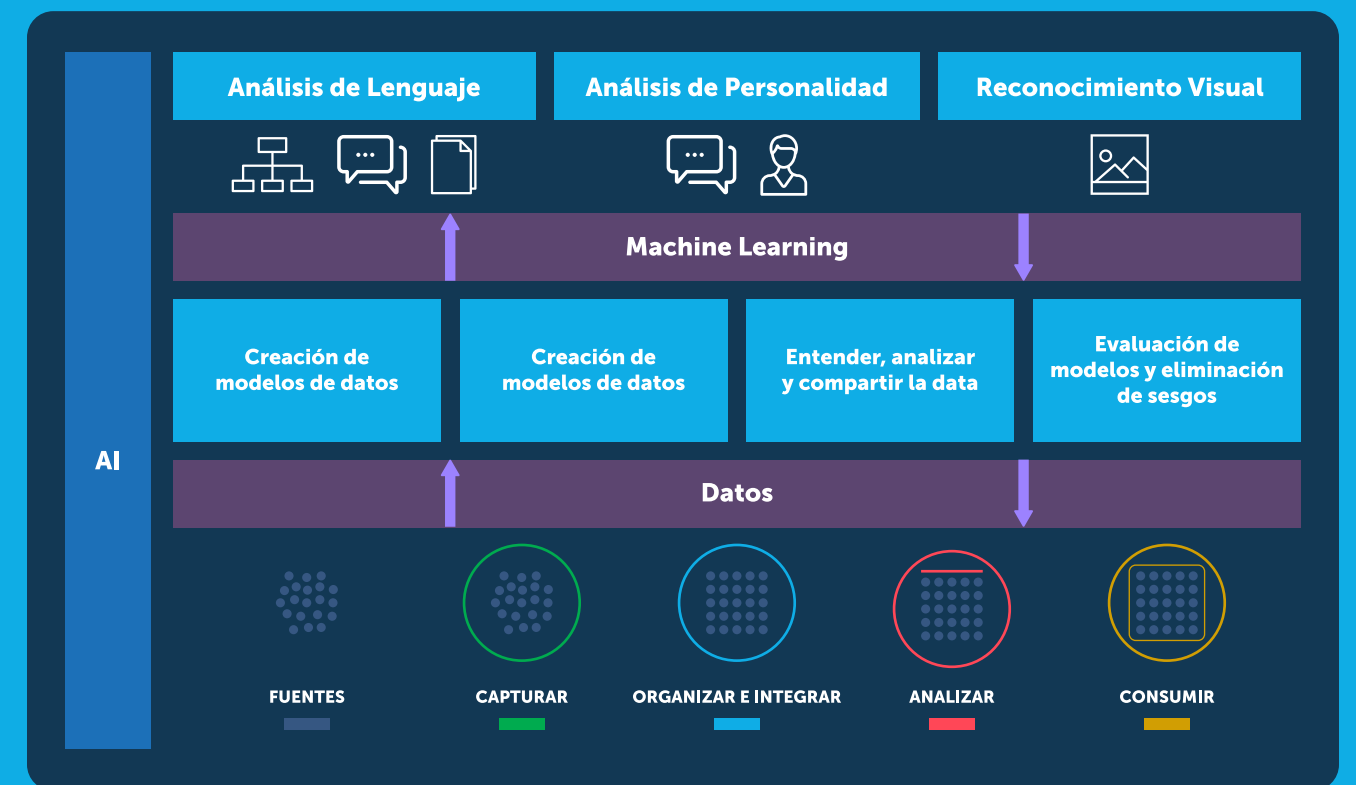 Análisis de Lenguaje
Análisis de Personalidad
Reconocimiento Visual
Machine Learning
AI
Creación de
modelos de datos
Creación de
modelos de datos
Entender, analizar
y compartir la data
Evaluación de
modelos y eliminación
de sesgos
Datos
FUENTES
CAPTURAR
ORGANIZAR E INTEGRAR
ANALIZAR
CONSUMIR